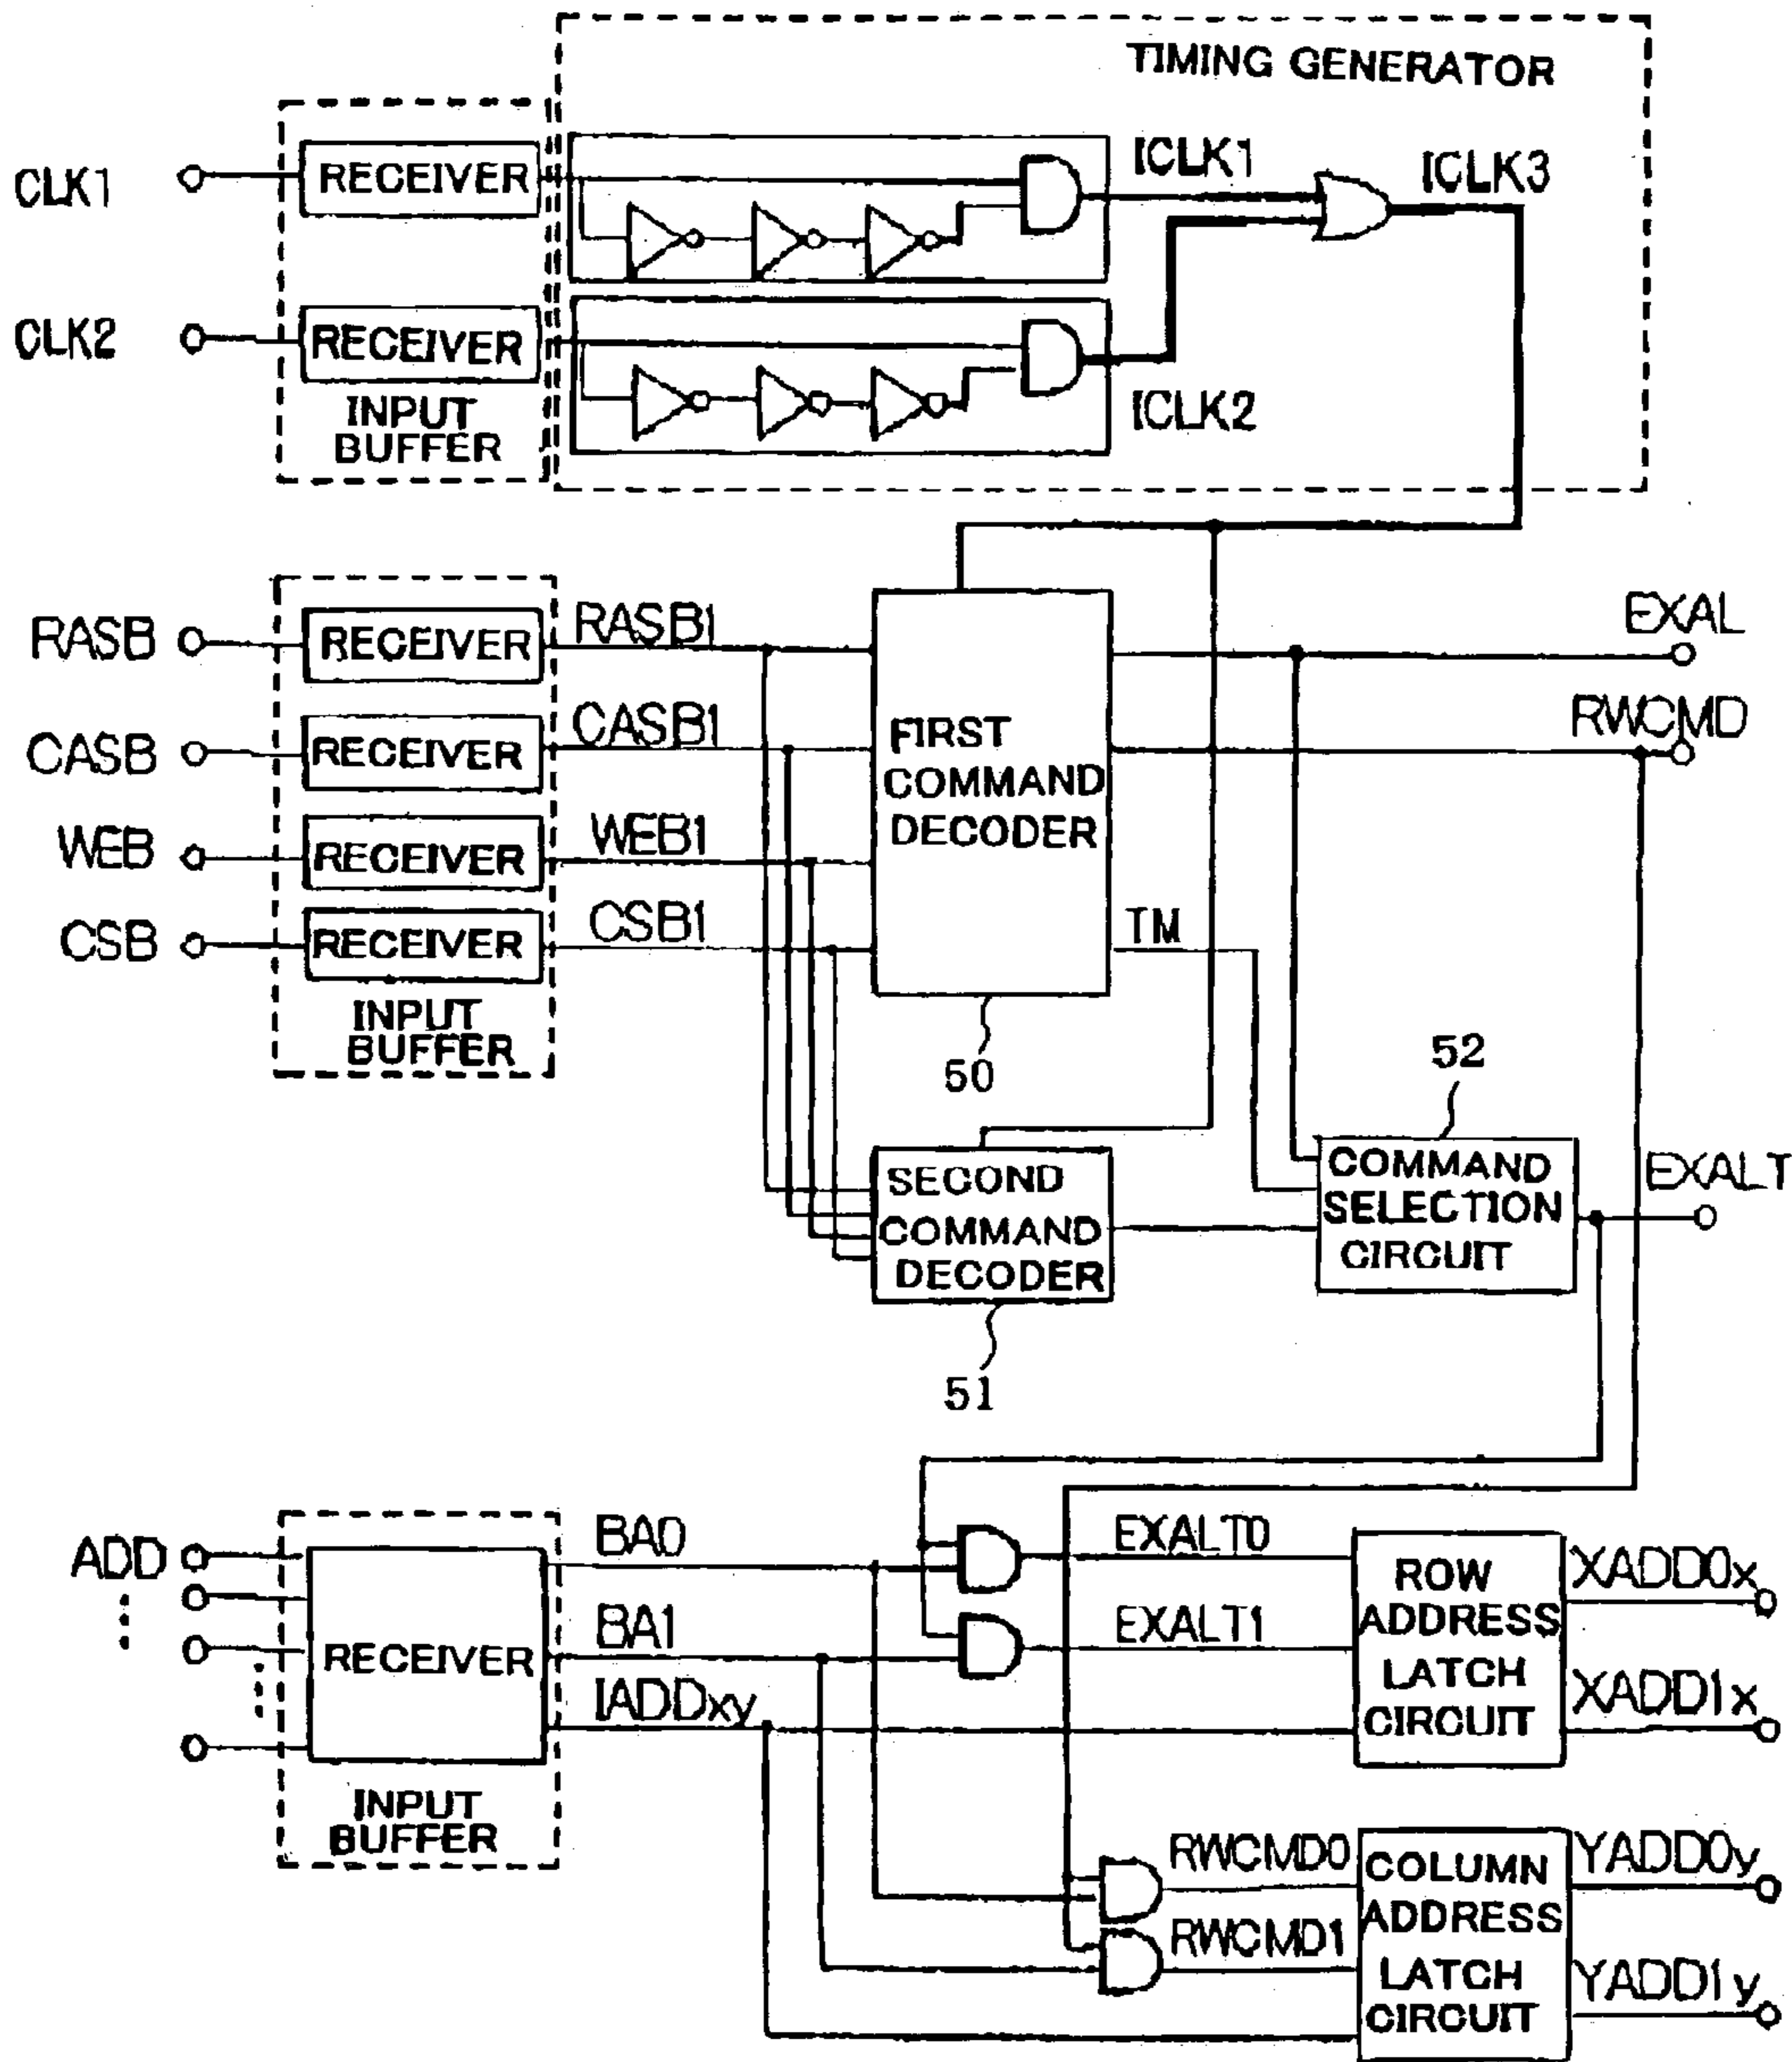 TIMING GENERATOR
CLK1
RECEIVER
ICLK1
ICLK3
CLK2
RECEIVER
ICLK2
INPUT
BUFFER
RASB
RECEIVER
RASB1
EXAL
CASB
RECEIVER
CASB1
RWCMD
WEB
RECEIVER
WEB1
CSB
RECEIVER
CSB1
FIRST
COMMAND
DECODER
TM
INPUT
BUFFER
50
52
SECOND
COMMAND
DECODER
51
COMMAND
SELECTION
CIRCUIT
EXALT
ADD
RECEIVER
BA0
BA1
IADDxy
INPUT
BUFFER
EXALT0
EXALT1
ROW
ADDRESS
LATCH
CIRCUIT
XADD0x
XADD1x
RWCMD0
RWCMD1
COLUMN
ADDRESS
LATCH
CIRCUIT
YADD0y
YADD1y